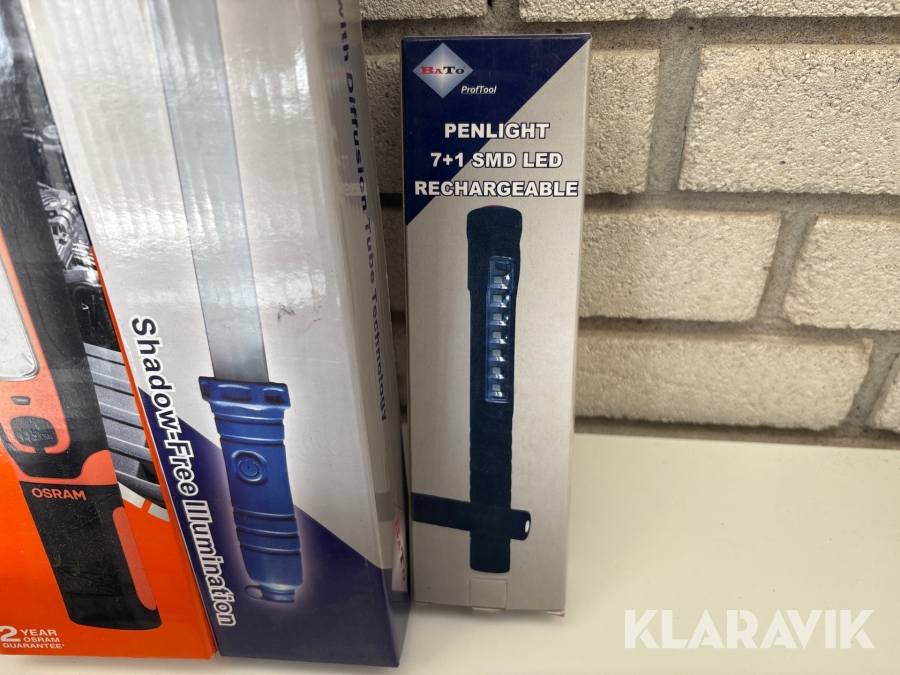 OSRAM
2 YEAR
OSRAM
GUARANTEE*
Shadow-Free Illumination
with Diffusion Tube Technology
BATO
ProfTool
PENLIGHT
7+1 SMD LED
RECHARGEABLE
KLARAVIK